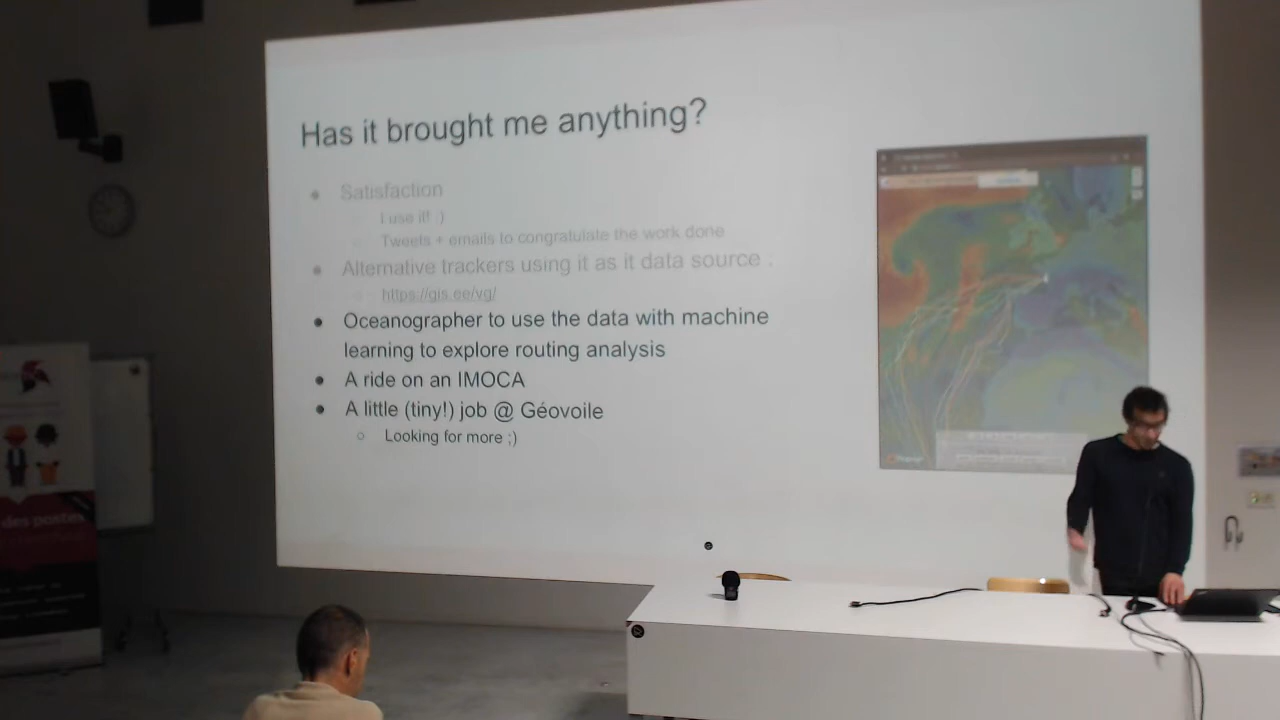 Has it brought me anything?
Satisfaction
I use it! :)
Tweets + emails to congratulate the work done
Alternative trackers using it as it data source :
https://gis.ee/vg/
Oceanographer to use the data with machine
learning to explore routing analysis
A ride on an IMOCA
A little (tiny!) job @ Géovoile
Looking for more ;)
des postes